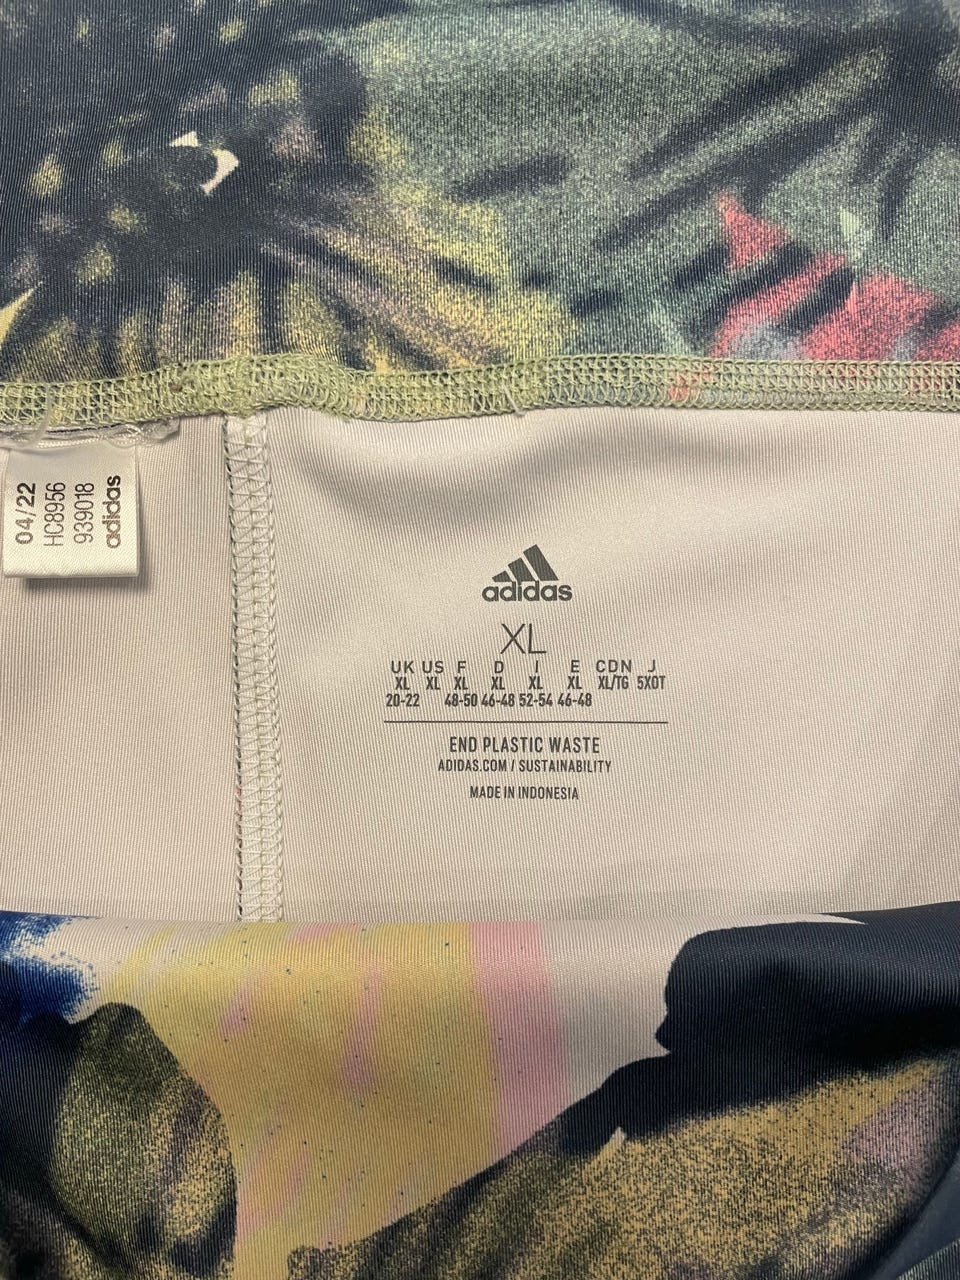 04/22
HC8956
939018
adidas
adidas
XL
UK US F D I E CDN J
XL XL XL XL XL XL XL/TG 5XOT
20-22 48-50 46-48 52-54 46-48
END PLASTIC WASTE
ADIDAS.COM / SUSTAINABILITY
MADE IN INDONESIA